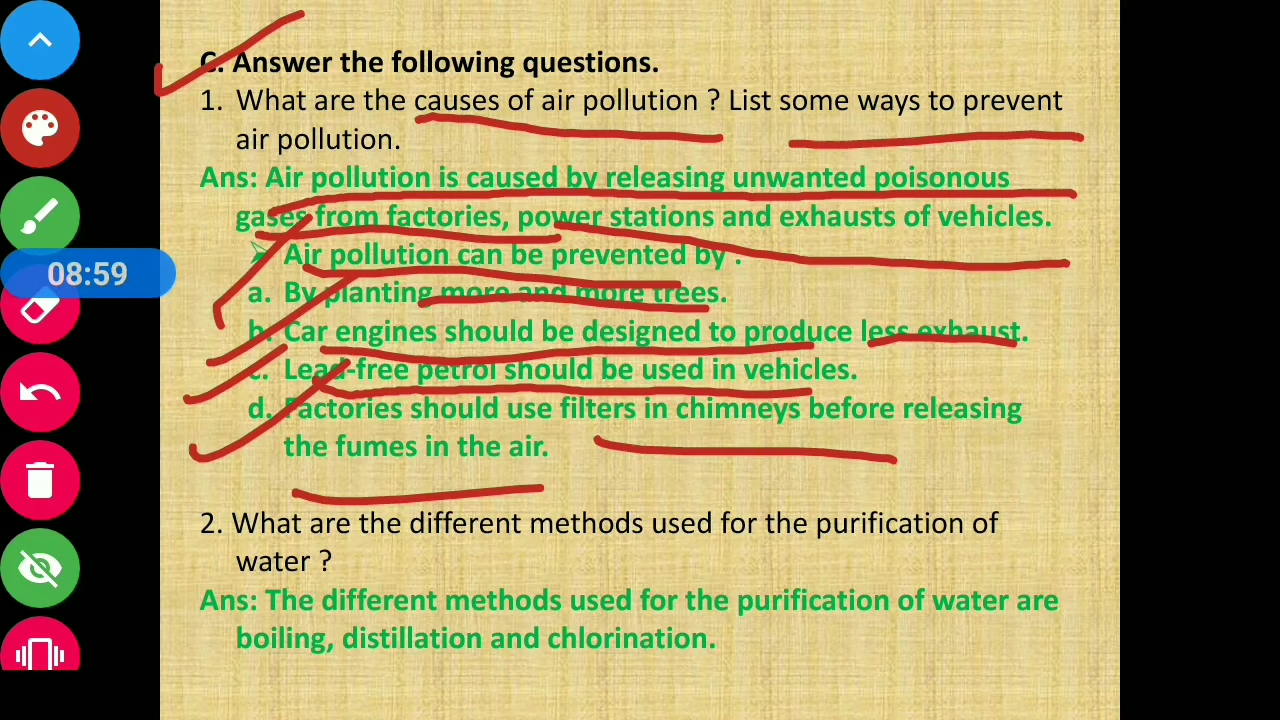 C. Answer the following questions.
1. What are the causes of air pollution ? List some ways to prevent
air pollution.
Ans: Air pollution is caused by releasing unwanted poisonous
gases from factories, power stations and exhausts of vehicles.
➢ Air pollution can be prevented by :
a. By planting more and more trees.
b. Car engines should be designed to produce less exhaust.
c. Lead-free petrol should be used in vehicles.
d. Factories should use filters in chimneys before releasing
the fumes in the air.
2. What are the different methods used for the purification of
water ?
Ans: The different methods used for the purification of water are
boiling, distillation and chlorination.
08:59